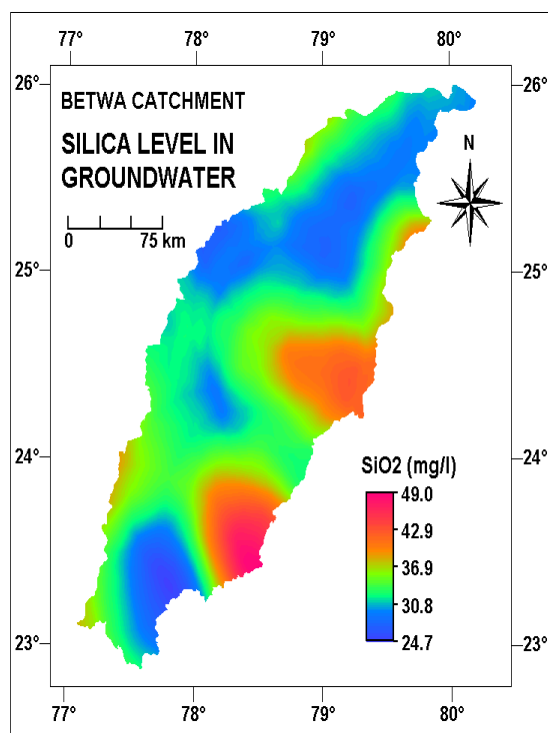 77° 78° 79° 80°
26° 26°
BETWA CATCHMENT
SILICA LEVEL IN
GROUNDWATER
N
0 75 km
25° 25°
24° 24°
SiO2 (mg/l)
49.0
42.9
36.9
30.8
24.7
23° 23°
77° 78° 79° 80°